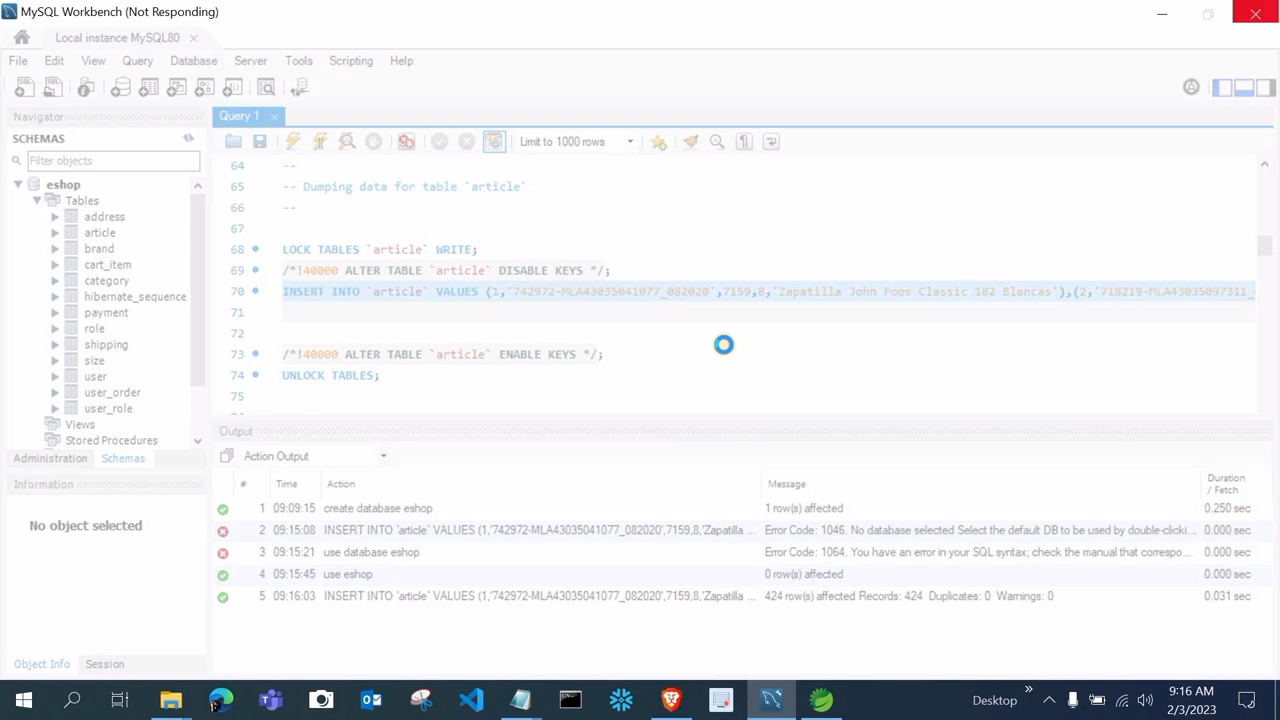 MySQL Workbench (Not Responding)
Local instance MySQL80
File Edit View Query Database Server Tools Scripting Help
Navigator
SCHEMAS
Filter objects
eshop
Tables
address
article
brand
cart_item
category
hibernate_sequence
payment
role
shipping
size
user
user_order
user_role
Views
Stored Procedures
Administration Schemas
Information
No object selected
Object Info Session
Query 1
Limit to 1000 rows
64 --
65 -- Dumping data for table `article`
66 --
67
68 LOCK TABLES `article` WRITE;
69 /*!40000 ALTER TABLE `article` DISABLE KEYS */;
70 INSERT INTO `article` VALUES (1,'742972-MLA43035041077_082020',7159,8,'Zapatilla John Foos Classic 182 Blancas'),(2,'718219-MLA43035097311_
71
72
73 /*!40000 ALTER TABLE `article` ENABLE KEYS */;
74 UNLOCK TABLES;
75
Output
Action Output
# Time Action Message Duration / Fetch
1 09:09:15 create database eshop 1 row(s) affected 0.250 sec
2 09:15:08 INSERT INTO `article` VALUES (1,'742972-MLA43035041077_082020',7159,8,'Zapatilla ... Error Code: 1046. No database selected Select the default DB to be used by double-clicki... 0.000 sec
3 09:15:21 use database eshop Error Code: 1064. You have an error in your SQL syntax; check the manual that correspo... 0.000 sec
4 09:15:45 use eshop 0 row(s) affected 0.000 sec
5 09:16:03 INSERT INTO `article` VALUES (1,'742972-MLA43035041077_082020',7159,8,'Zapatilla ... 424 row(s) affected Records: 424 Duplicates: 0 Warnings: 0 0.031 sec
Desktop
9:16 AM
2/3/2023